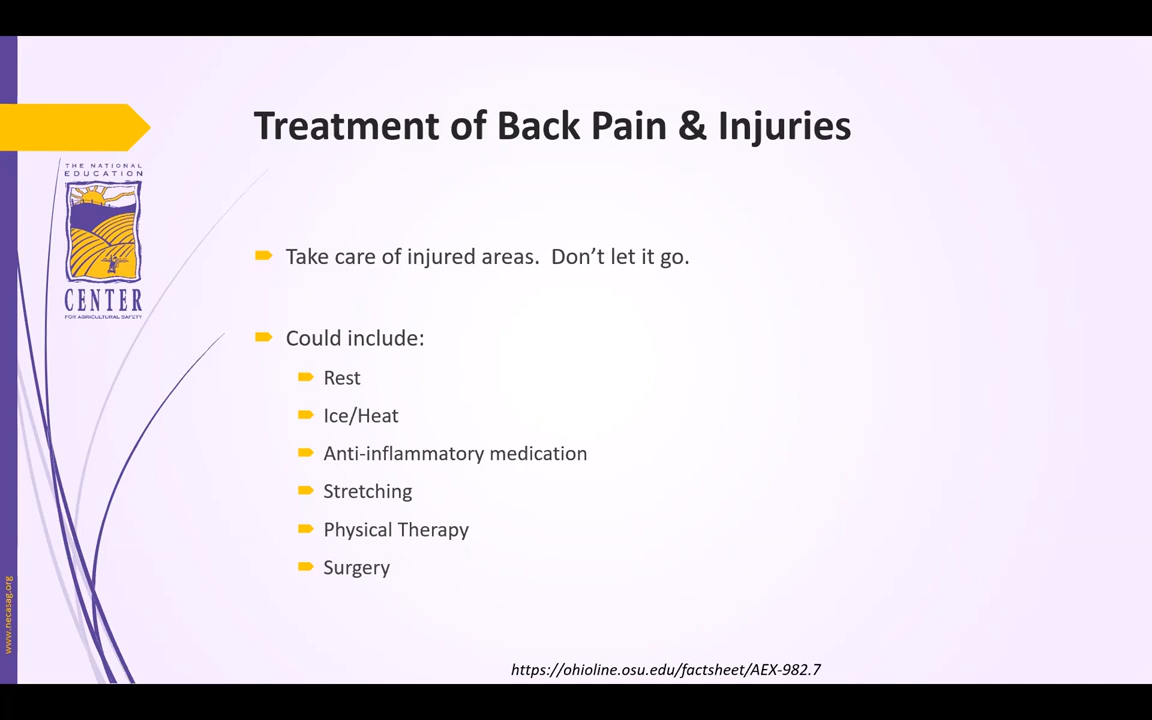 Treatment of Back Pain & Injuries
THE NATIONAL
EDUCATION
CENTER
FOR AGRICULTURAL SAFETY
Take care of injured areas.  Don’t let it go.
Could include:
Rest
Ice/Heat
Anti-inflammatory medication
Stretching
Physical Therapy
Surgery
www.necasag.org
https://ohioline.osu.edu/factsheet/AEX-982.7